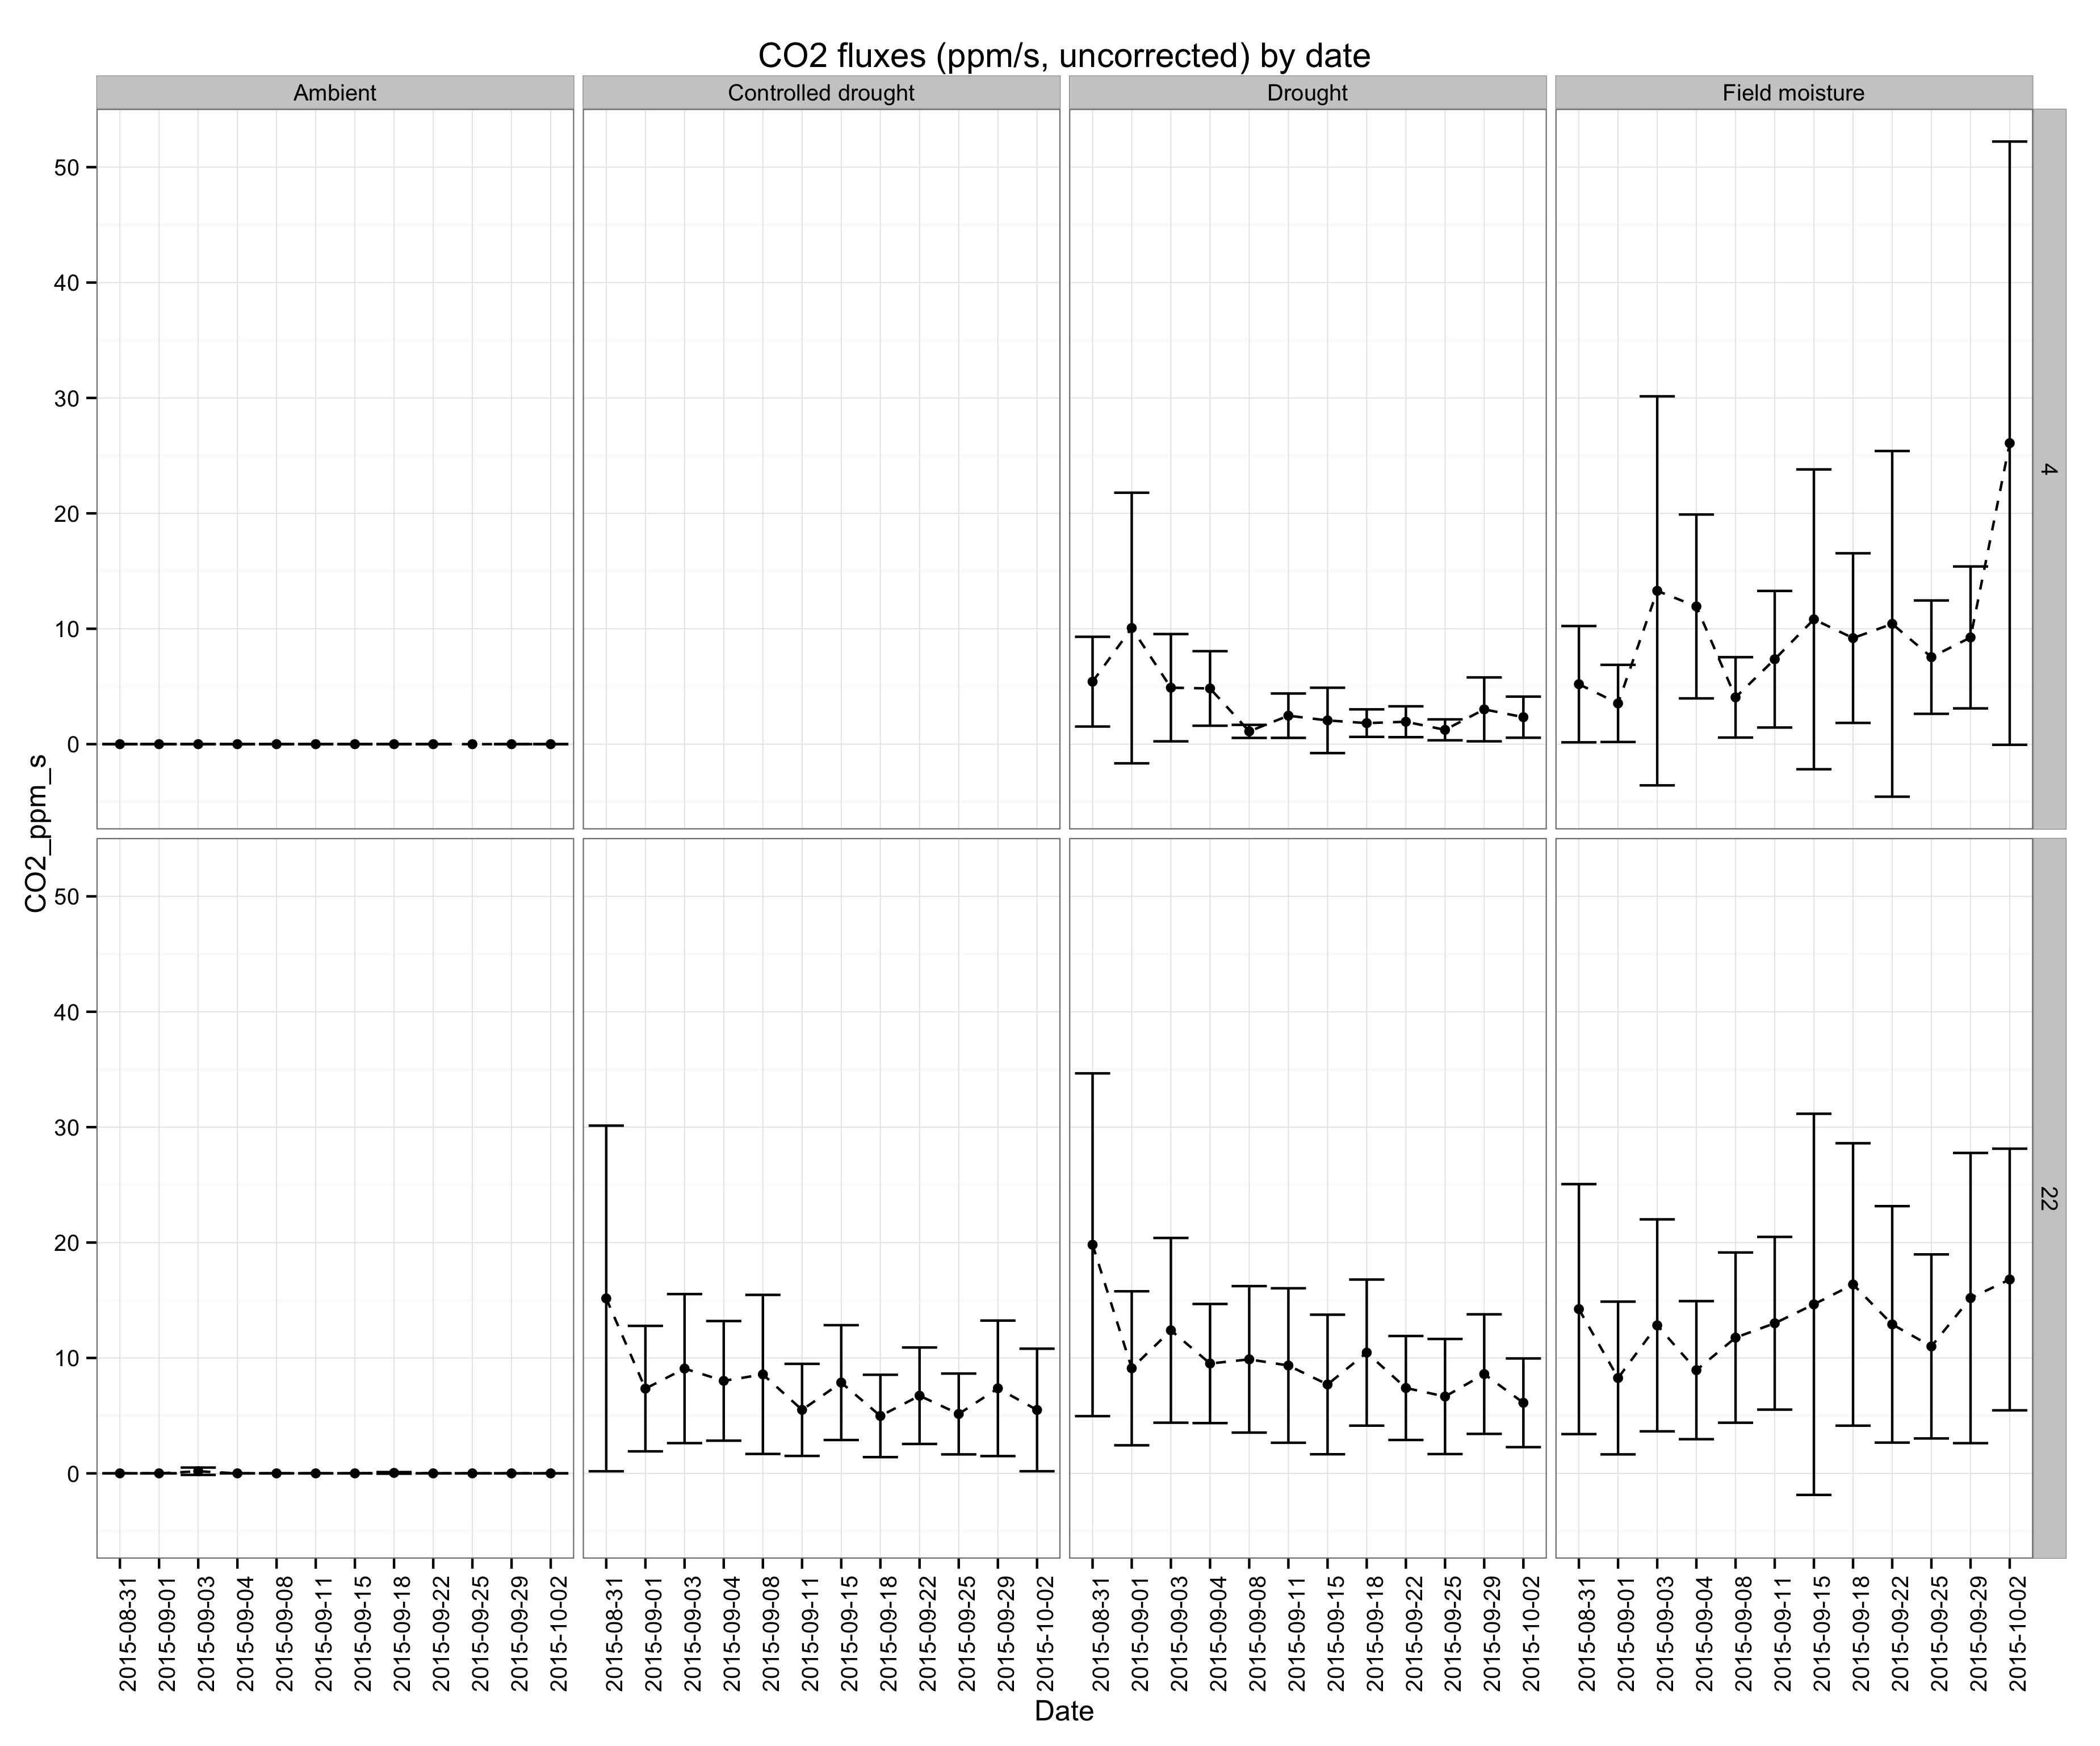 CO2 fluxes (ppm/s, uncorrected) by date
Ambient Controlled drought Drought Field moisture
50
40
30
20
10
0
4
CO2_ppm_s
50
40
30
20
10
0
22
2015-08-31 2015-09-01 2015-09-03 2015-09-04 2015-09-08 2015-09-11 2015-09-15 2015-09-18 2015-09-22 2015-09-25 2015-09-29 2015-10-02
2015-08-31 2015-09-01 2015-09-03 2015-09-04 2015-09-08 2015-09-11 2015-09-15 2015-09-18 2015-09-22 2015-09-25 2015-09-29 2015-10-02
2015-08-31 2015-09-01 2015-09-03 2015-09-04 2015-09-08 2015-09-11 2015-09-15 2015-09-18 2015-09-22 2015-09-25 2015-09-29 2015-10-02
2015-08-31 2015-09-01 2015-09-03 2015-09-04 2015-09-08 2015-09-11 2015-09-15 2015-09-18 2015-09-22 2015-09-25 2015-09-29 2015-10-02
Date